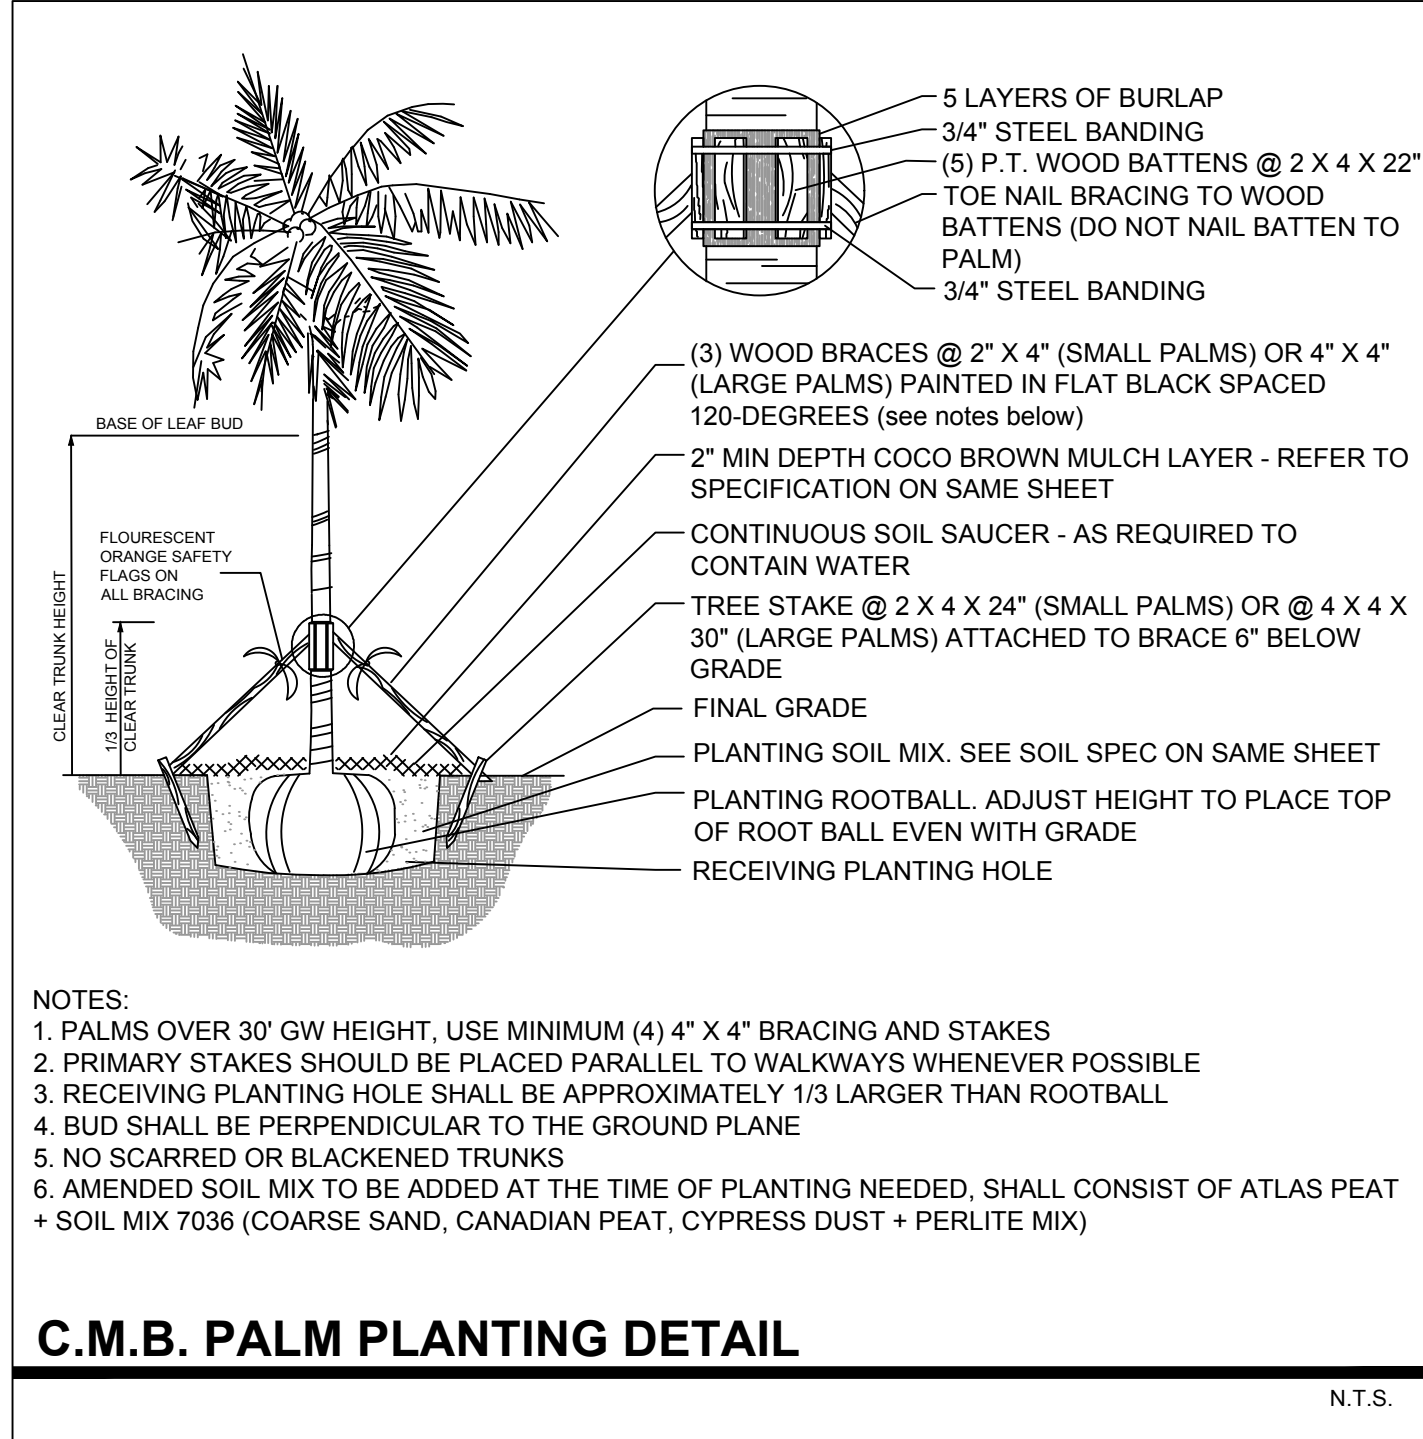 5 LAYERS OF BURLAP
3/4" STEEL BANDING
(5) P.T. WOOD BATTENS @ 2 X 4 X 22"
TOE NAIL BRACING TO WOOD
BATTENS (DO NOT NAIL BATTEN TO
PALM)
3/4" STEEL BANDING
(3) WOOD BRACES @ 2" X 4" (SMALL PALMS) OR 4" X 4"
(LARGE PALMS) PAINTED IN FLAT BLACK SPACED
120-DEGREES (see notes below)
BASE OF LEAF BUD
2" MIN DEPTH COCO BROWN MULCH LAYER - REFER TO
SPECIFICATION ON SAME SHEET
FLOURESCENT
ORANGE SAFETY
FLAGS ON
ALL BRACING
CONTINUOUS SOIL SAUCER - AS REQUIRED TO
CONTAIN WATER
CLEAR TRUNK HEIGHT
1/3 HEIGHT OF
CLEAR TRUNK
TREE STAKE @ 2 X 4 X 24" (SMALL PALMS) OR @ 4 X 4 X
30" (LARGE PALMS) ATTACHED TO BRACE 6" BELOW
GRADE
FINAL GRADE
PLANTING SOIL MIX. SEE SOIL SPEC ON SAME SHEET
PLANTING ROOTBALL. ADJUST HEIGHT TO PLACE TOP
OF ROOT BALL EVEN WITH GRADE
RECEIVING PLANTING HOLE
NOTES:
1. PALMS OVER 30' GW HEIGHT, USE MINIMUM (4) 4" X 4" BRACING AND STAKES
2. PRIMARY STAKES SHOULD BE PLACED PARALLEL TO WALKWAYS WHENEVER POSSIBLE
3. RECEIVING PLANTING HOLE SHALL BE APPROXIMATELY 1/3 LARGER THAN ROOTBALL
4. BUD SHALL BE PERPENDICULAR TO THE GROUND PLANE
5. NO SCARRED OR BLACKENED TRUNKS
6. AMENDED SOIL MIX TO BE ADDED AT THE TIME OF PLANTING NEEDED, SHALL CONSIST OF ATLAS PEAT
+ SOIL MIX 7036 (COARSE SAND, CANADIAN PEAT, CYPRESS DUST + PERLITE MIX)
C.M.B. PALM PLANTING DETAIL
N.T.S.